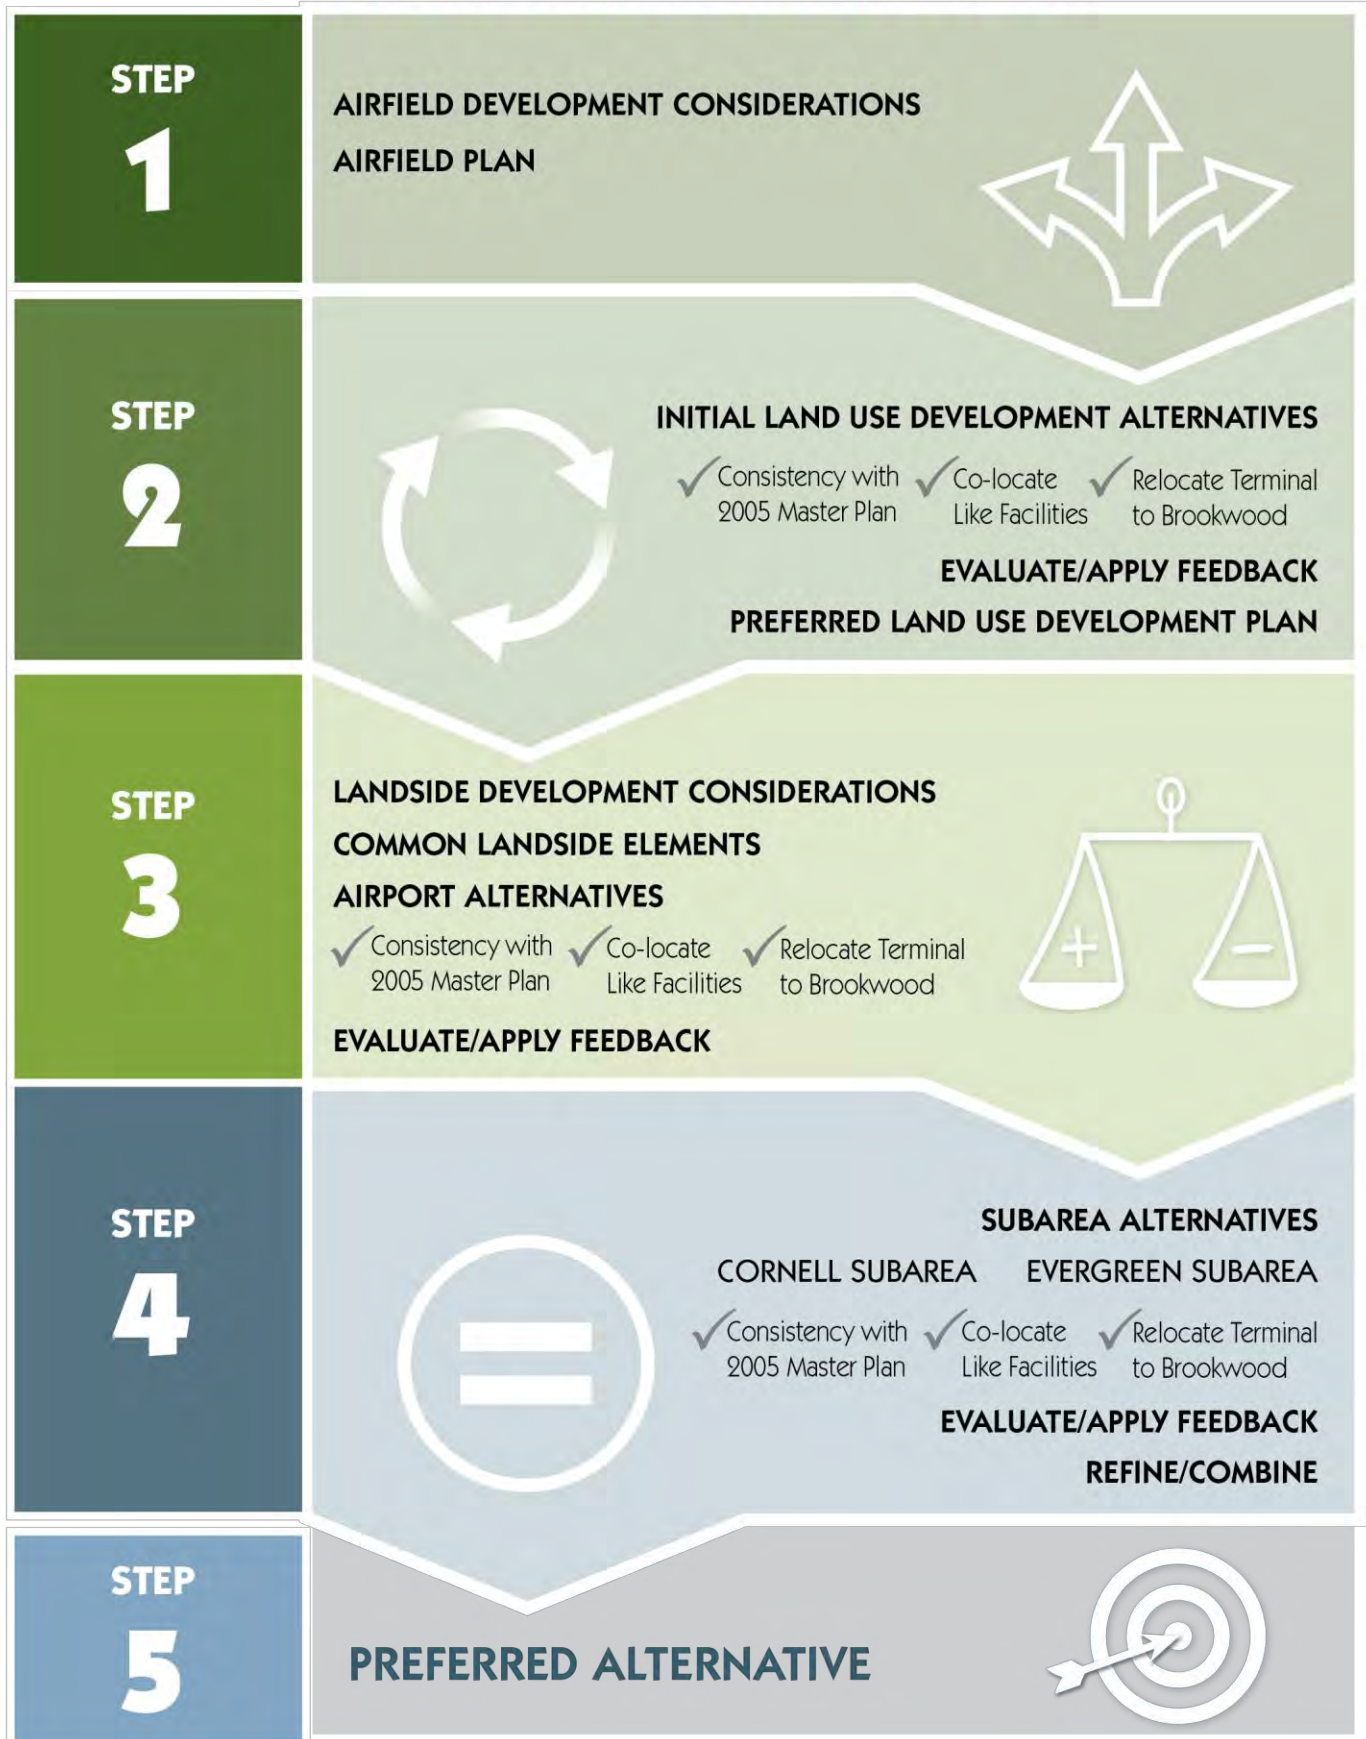 STEP
1
AIRFIELD DEVELOPMENT CONSIDERATIONS
AIRFIELD PLAN
STEP
2
INITIAL LAND USE DEVELOPMENT ALTERNATIVES
Consistency with
2005 Master Plan
Co-locate
Like Facilities
Relocate Terminal
to Brookwood
EVALUATE/APPLY FEEDBACK
PREFERRED LAND USE DEVELOPMENT PLAN
STEP
3
LANDSIDE DEVELOPMENT CONSIDERATIONS
COMMON LANDSIDE ELEMENTS
AIRPORT ALTERNATIVES
Consistency with
2005 Master Plan
Co-locate
Like Facilities
Relocate Terminal
to Brookwood
EVALUATE/APPLY FEEDBACK
STEP
4
SUBAREA ALTERNATIVES
CORNELL SUBAREA
EVERGREEN SUBAREA
Consistency with
2005 Master Plan
Co-locate
Like Facilities
Relocate Terminal
to Brookwood
EVALUATE/APPLY FEEDBACK
REFINE/COMBINE
STEP
5
PREFERRED ALTERNATIVE